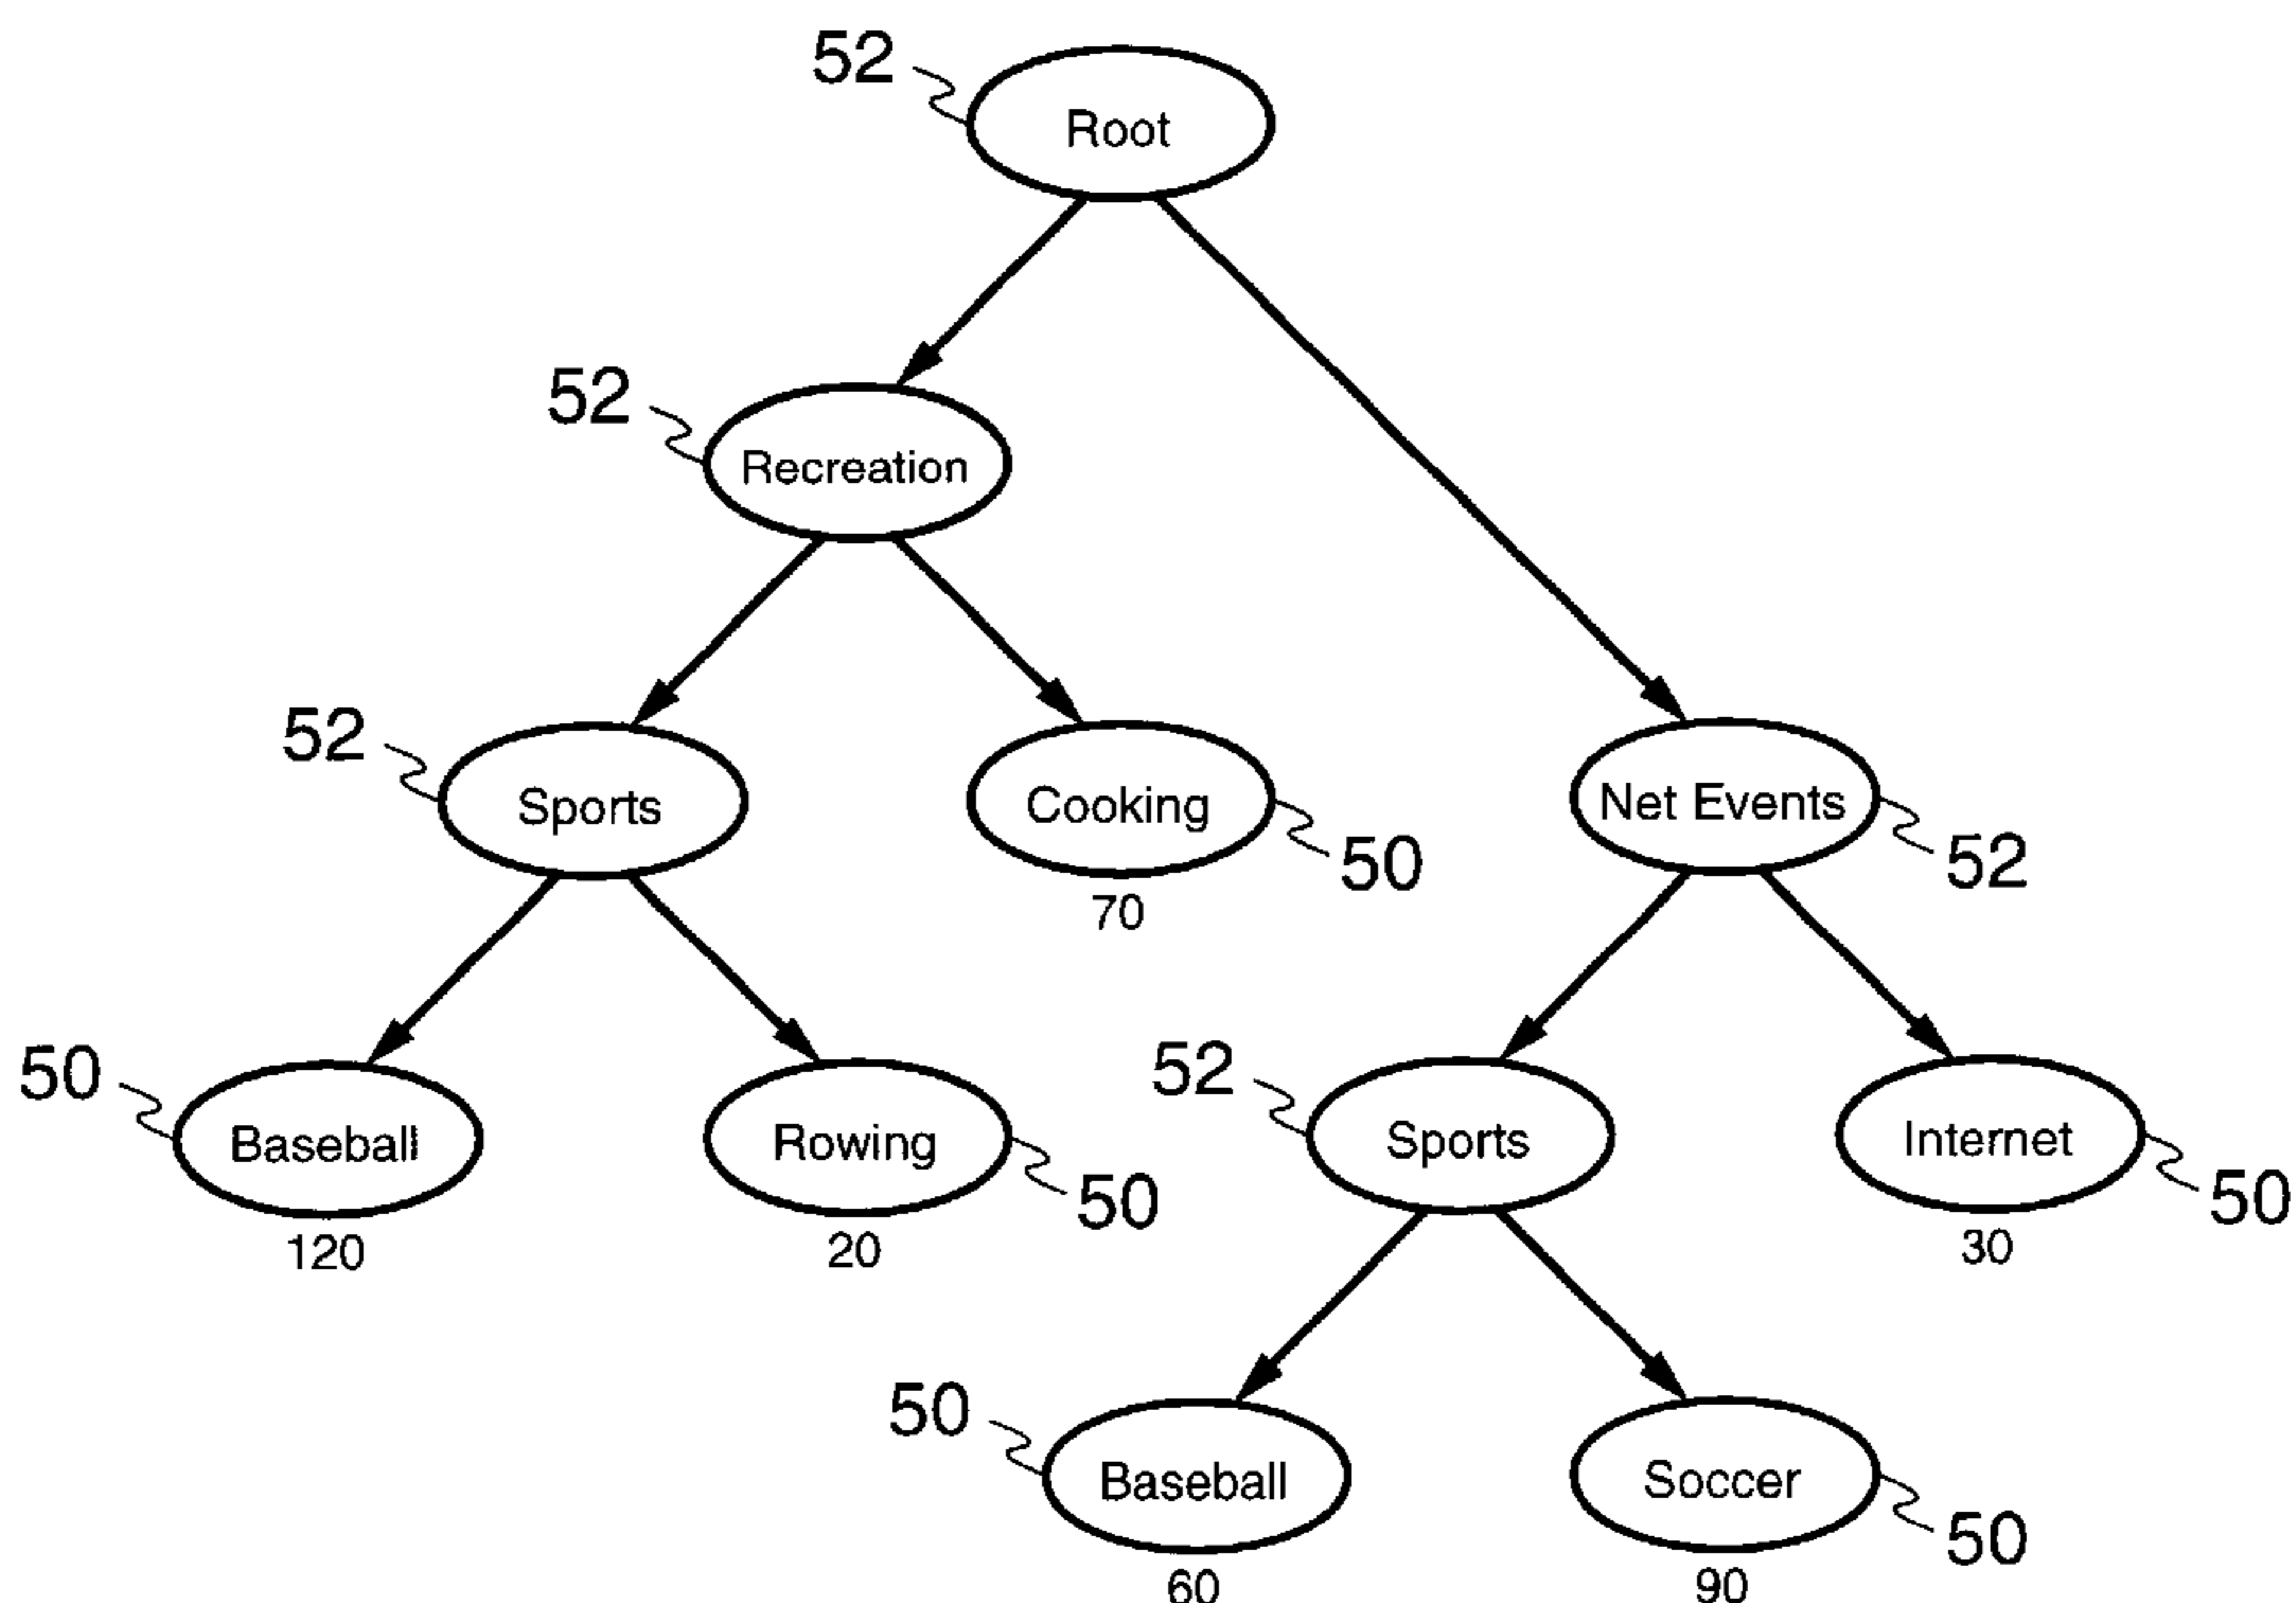 52
Root
52
Recreation
52
Sports
Cooking
50
70
Net Events
52
50
Baseball
120
Rowing
50
20
52
Sports
Internet
50
30
50
Baseball
60
Soccer
50
90